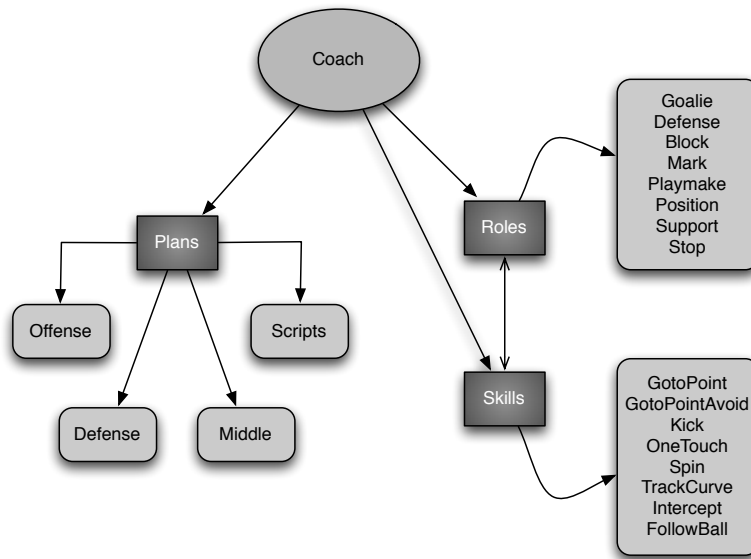 Coach
Plans
Offense
Scripts
Defense
Middle
Roles
Skills
Goalie
Defense
Block
Mark
Playmake
Position
Support
Stop
GotoPoint
GotoPointAvoid
Kick
OneTouch
Spin
TrackCurve
Intercept
FollowBall